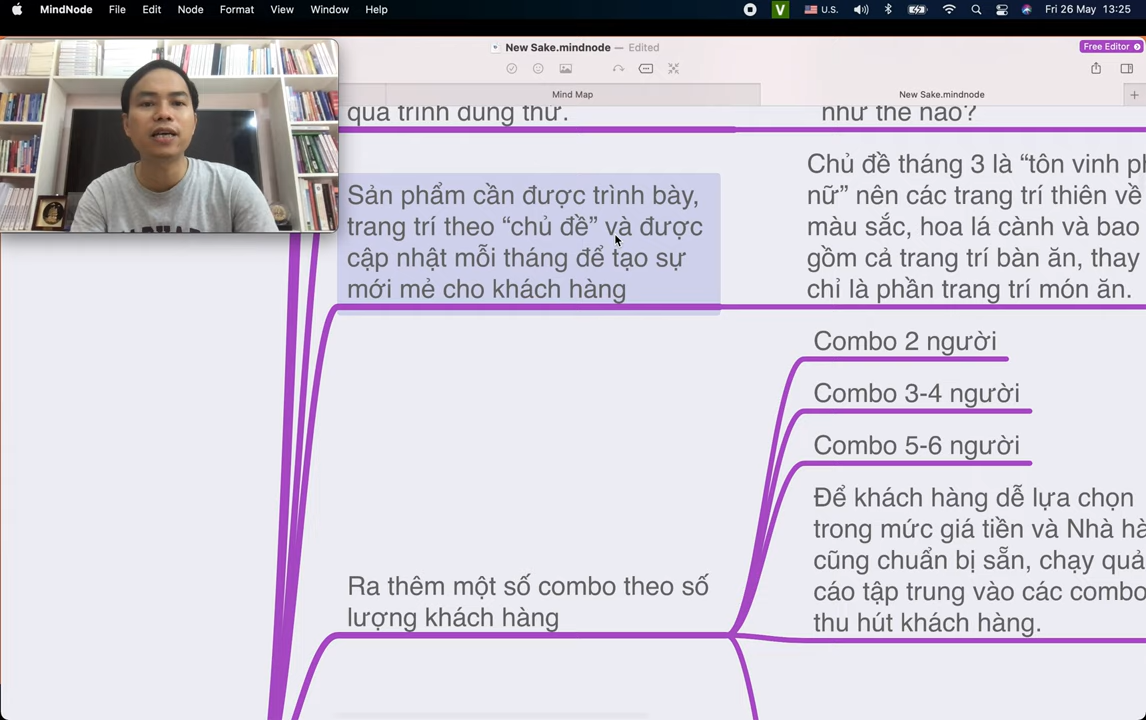 MindNode File Edit Node Format View Window Help
V U.S. Fri 26 May 13:25
New Sake.mindnode — Edited
Free Editor
Mind Map
New Sake.mindnode
quá trình dùng thử.
như thế nào?
Sản phẩm cần được trình bày,
trang trí theo “chủ đề” và được
cập nhật mỗi tháng để tạo sự
mới mẻ cho khách hàng
Chủ đề tháng 3 là “tôn vinh
nữ” nên các trang trí thiên về
màu sắc, hoa lá cành và bao
gồm cả trang trí bàn ăn, thay
chỉ là phần trang trí món ăn.
Combo 2 người
Combo 3-4 người
Combo 5-6 người
Để khách hàng dễ lựa chọn
trong mức giá tiền và Nhà
cũng chuẩn bị sẵn, chạy
cáo tập trung vào các combo
thu hút khách hàng.
Ra thêm một số combo theo số
lượng khách hàng